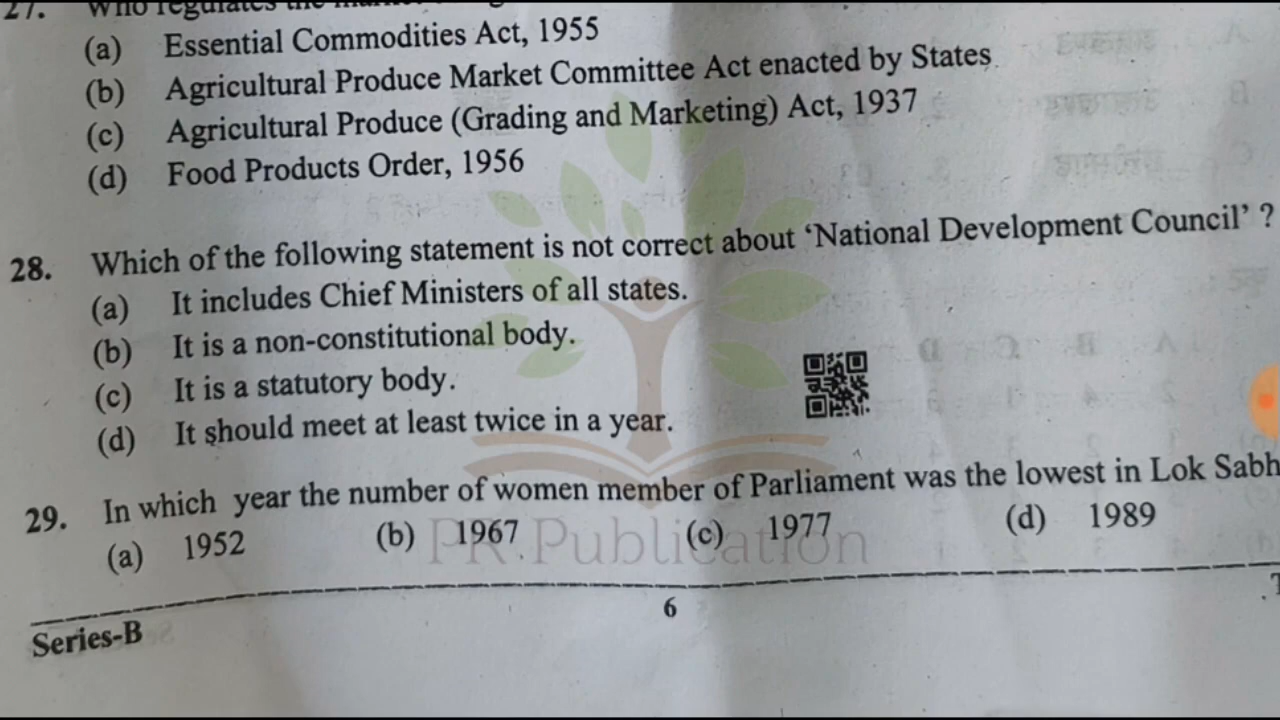 27. Who regulates the
(a) Essential Commodities Act, 1955
(b) Agricultural Produce Market Committee Act enacted by States
(c) Agricultural Produce (Grading and Marketing) Act, 1937
(d) Food Products Order, 1956
28. Which of the following statement is not correct about ‘National Development Council’ ?
(a) It includes Chief Ministers of all states.
(b) It is a non-constitutional body.
(c) It is a statutory body.
(d) It should meet at least twice in a year.
29. In which year the number of women member of Parliament was the lowest in Lok Sabh
(a) 1952 (b) 1967 (c) 1977 (d) 1989
PR Publication
6
Series-B